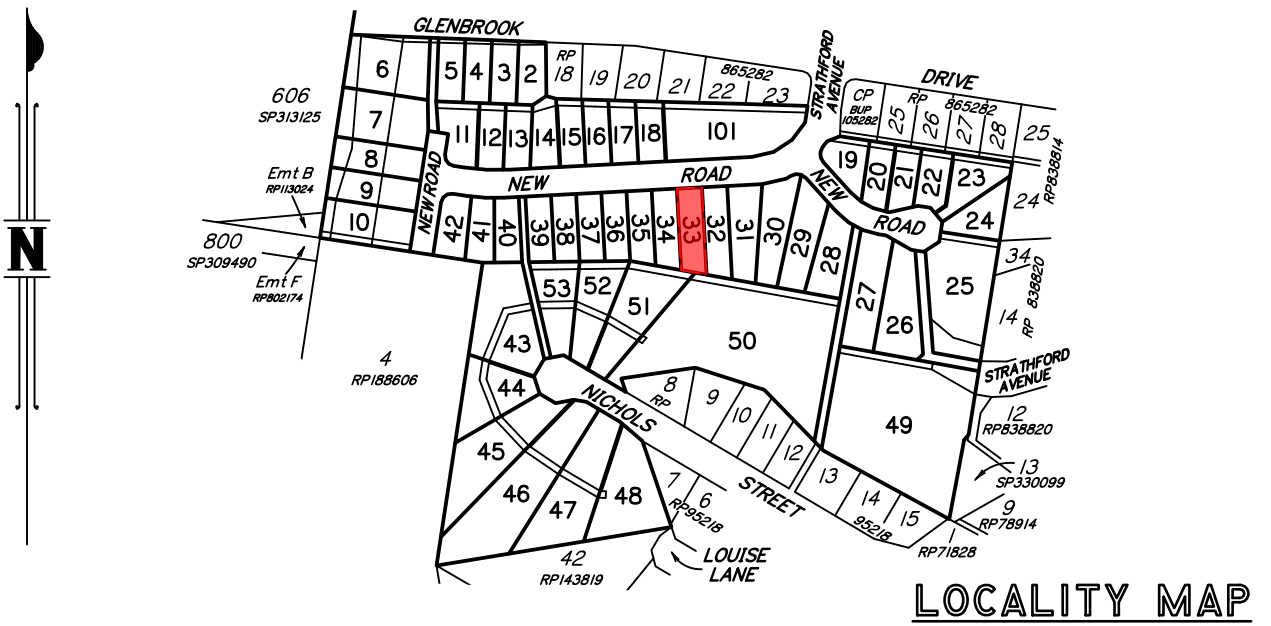 GLENBROOK
STRATHFORD
AVENUE
DRIVE
6
5
4
3
2
RP
18
19
20
21
865282
22
23
CP
BUP
105282
RP
865282
25
26
27
28
25
RP838814
606
SP313125
7
11
12
13
14
15
16
17
18
101
8
19
20
21
22
23
24
Emt B
RP113024
9
NEW ROAD
NEW
ROAD
NEW
ROAD
24
10
42
41
40
39
38
37
36
35
34
33
32
31
30
29
28
27
26
25
34
RP 838820
14
N
800
SP309490
Emt F
RP802174
53
52
51
50
43
4
RP188606
44
NICHOLS
STREET
8
RP
9
10
11
12
13
14
15
95218
49
STRATHFORD
AVENUE
12
RP838820
13
SP330099
9
RP78914
1
RP71828
45
46
47
48
7
6
RP95218
42
RP143819
LOUISE
LANE
LOCALITY MAP